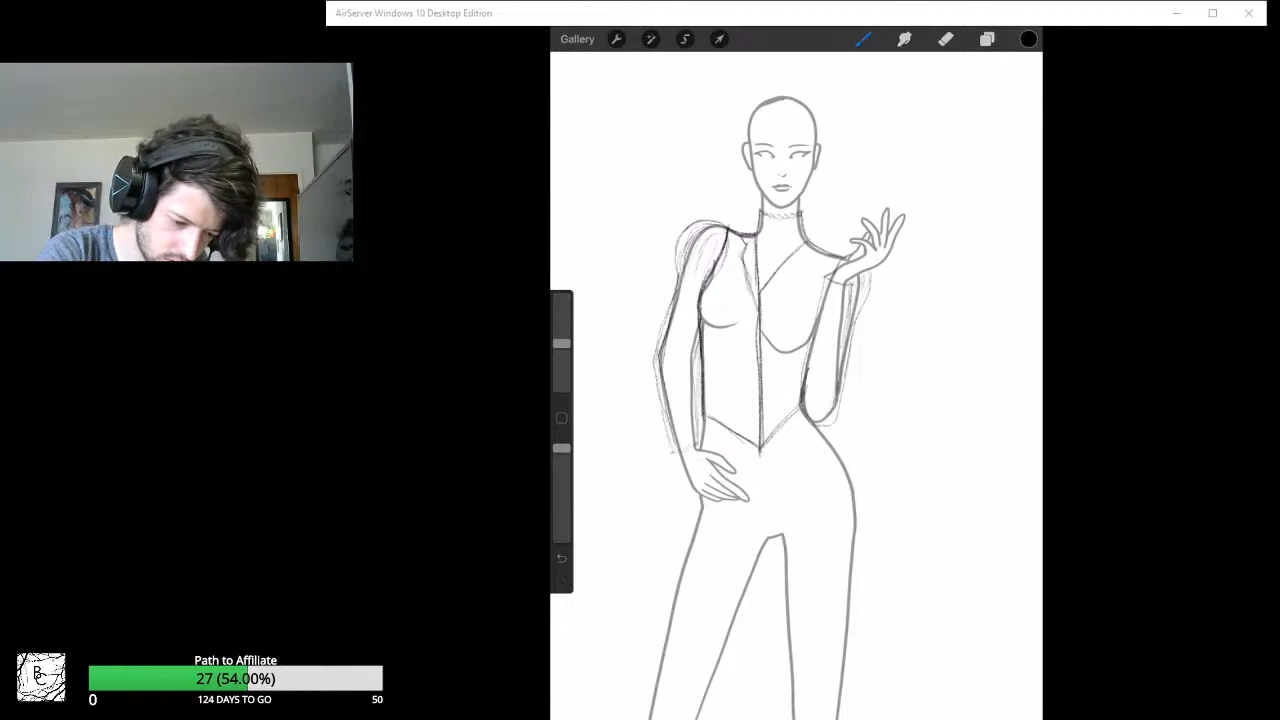 AirServer Windows 10 Desktop Edition
Gallery
Path to Affiliate
27 (54.00%)
0
124 DAYS TO GO
50
B